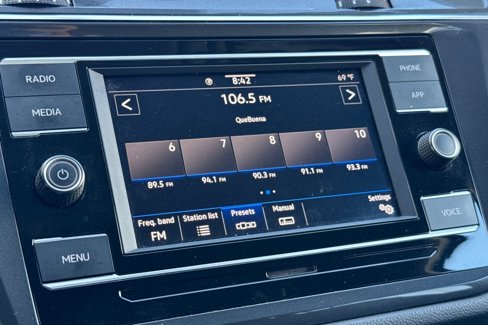 RADIO
MEDIA
MENU
8:42
69 °F
106.5 FM
QueBuena
6 7 8 9 10
89.5 FM 94.1 FM 90.3 FM 91.1 FM 93.3 FM
Settings
Freq. band Station list Presets Manual
FM
PHONE
APP
VOICE